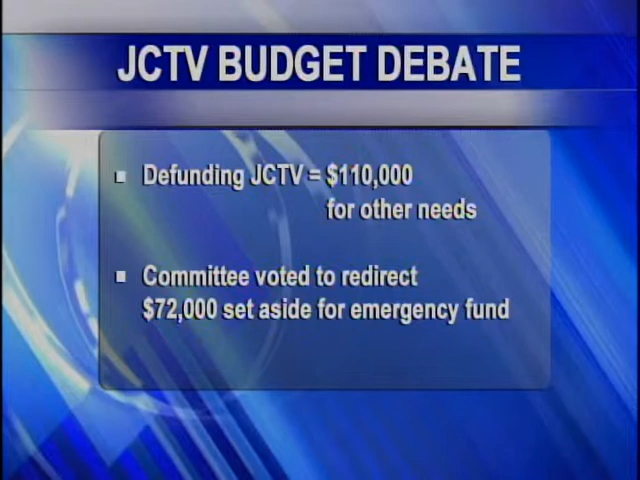 JCTV BUDGET DEBATE
▪ Defunding JCTV = $110,000
for other needs
▪ Committee voted to redirect
$72,000 set aside for emergency fund